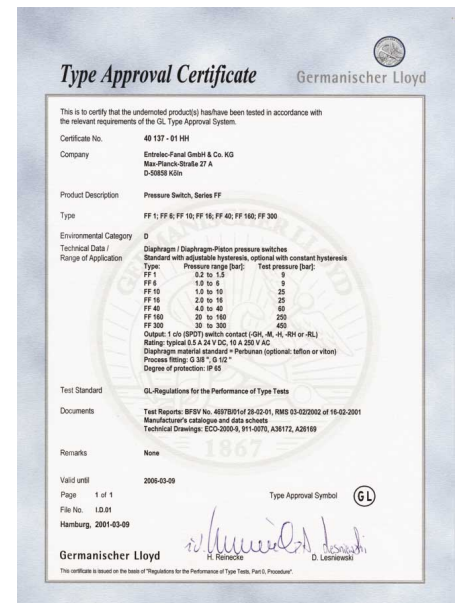 Type Approval Certificate
Germanischer Lloyd
This is to certify that the undernoted product(s) has/have been tested in accordance with
the relevant requirements of the GL Type Approval System.
Certificate No. 40 137 - 01 HH
Company Entrelec-Fanal GmbH & Co. KG
Max-Planck-Straße 27 A
D-50858 Köln
Product Description Pressure Switch, Series FF
Type FF 1; FF 6; FF 10; FF 16; FF 40; FF 160; FF 300
Environmental Category D
Technical Data / Diaphragm / Diaphragm-Piston pressure switches
Range of Application Standard with adjustable hysteresis, optional with constant hysteresis
Type: Pressure range [bar]: Test pressure [bar]:
FF 1 0.2 to 1.5 9
FF 6 1.0 to 6 9
FF 10 1.0 to 10 25
FF 16 2.0 to 16 25
FF 40 4.0 to 40 60
FF 160 20 to 160 250
FF 300 30 to 300 450
Output: 1 c/o (SPDT) switch contact (-GH, -M, -H, -RH or -RL)
Rating: typical 0.5 A 24 V DC, 10 A 250 V AC
Diaphragm material standard = Perbunan (optional: teflon or viton)
Process fitting: G 3/8 ", G 1/2 "
Degree of protection: IP 65
Test Standard GL-Regulations for the Performance of Type Tests
Documents Test Reports: BFSV No. 4697B/01of 28-02-01, RMS 03-02/2002 of 16-02-2001
Manufacturer's catalogue and data scheets
Technical Drawings: ECO-2000-9, 911-0070, A36172, A26169
Remarks None
1867
Valid until 2006-03-09
Page 1 of 1 Type Approval Symbol GL
File No. I.D.01
Hamburg, 2001-03-09
Germanischer Lloyd H. Reinecke D. Lesniewski
This certificate is issued on the basis of "Regulations for the Performance of Type Tests, Part 0, Procedure".